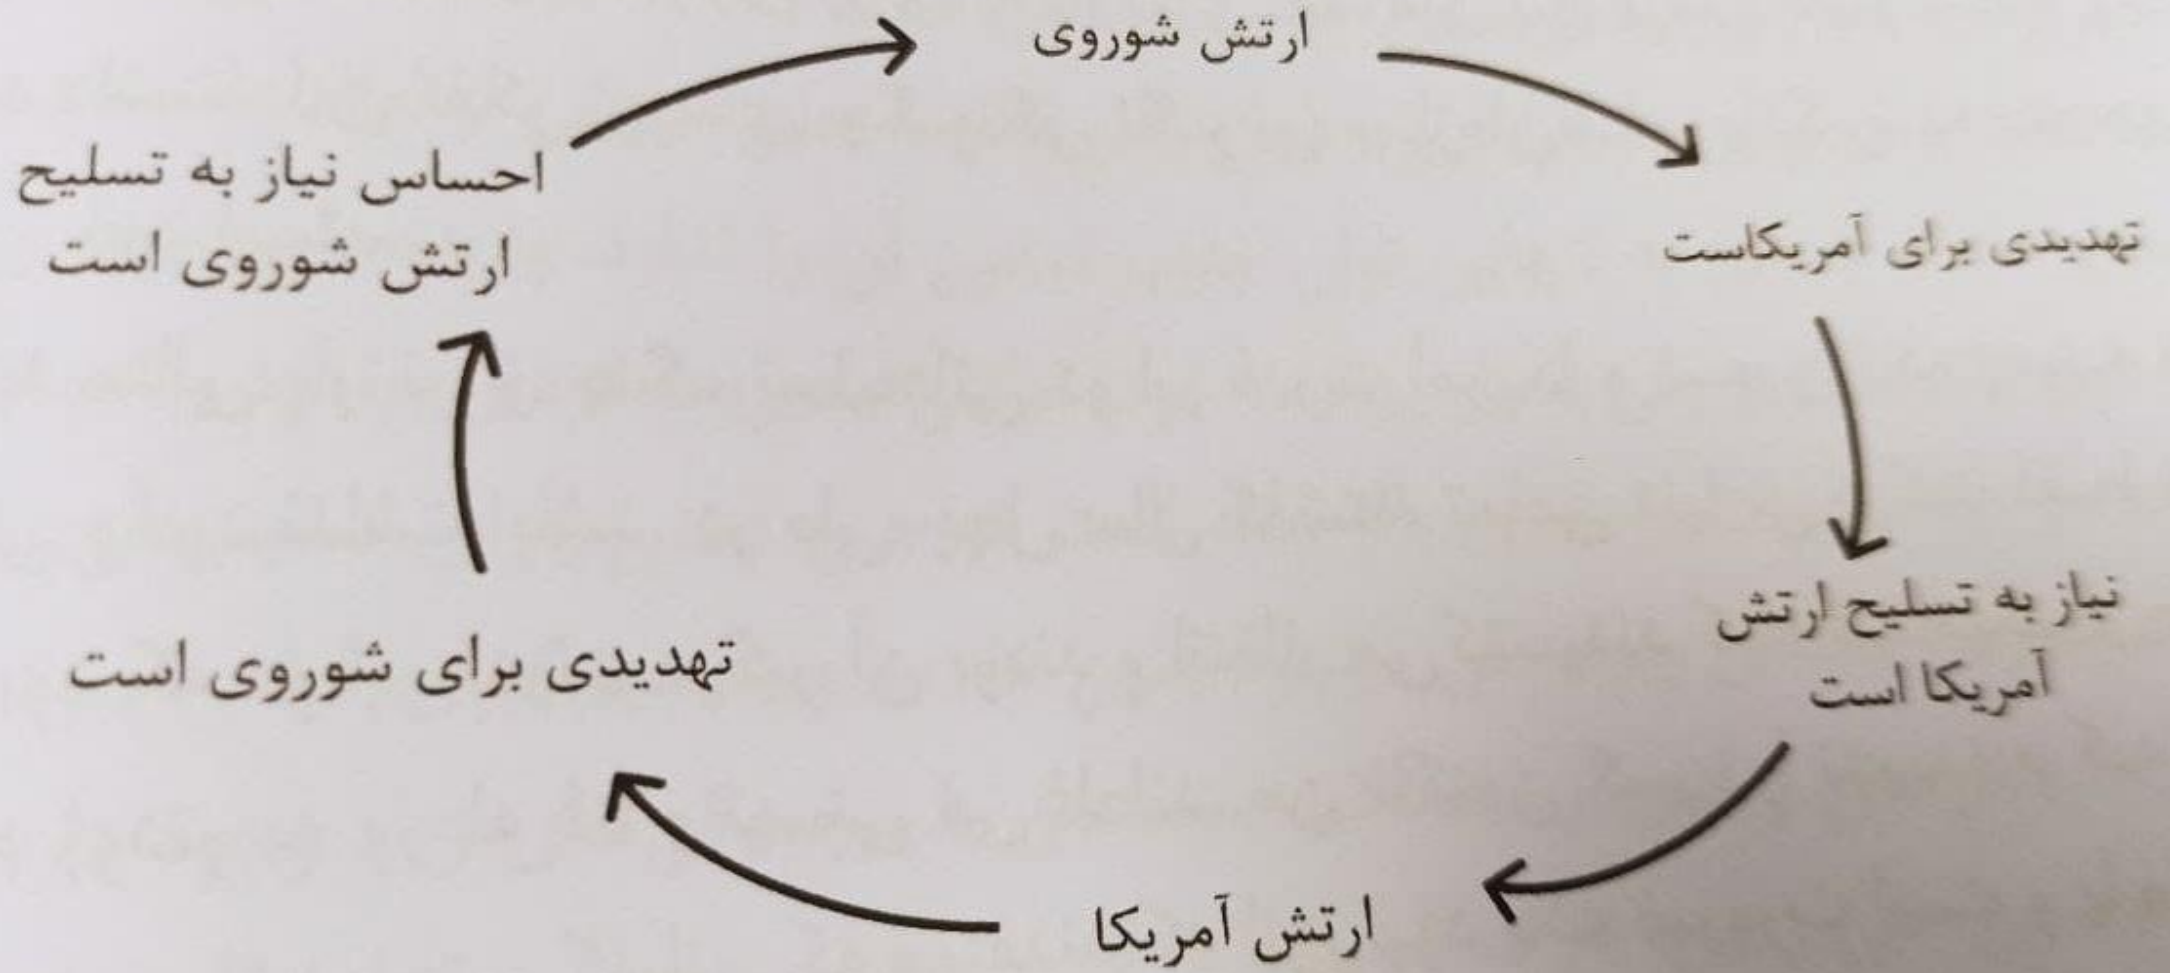 ارتش شوروی
تهدیدی برای آمریکاست
نیاز به تسلیح ارتش
آمریکا است
ارتش آمریکا
تهدیدی برای شوروی است
احساس نیاز به تسلیح
ارتش شوروی است